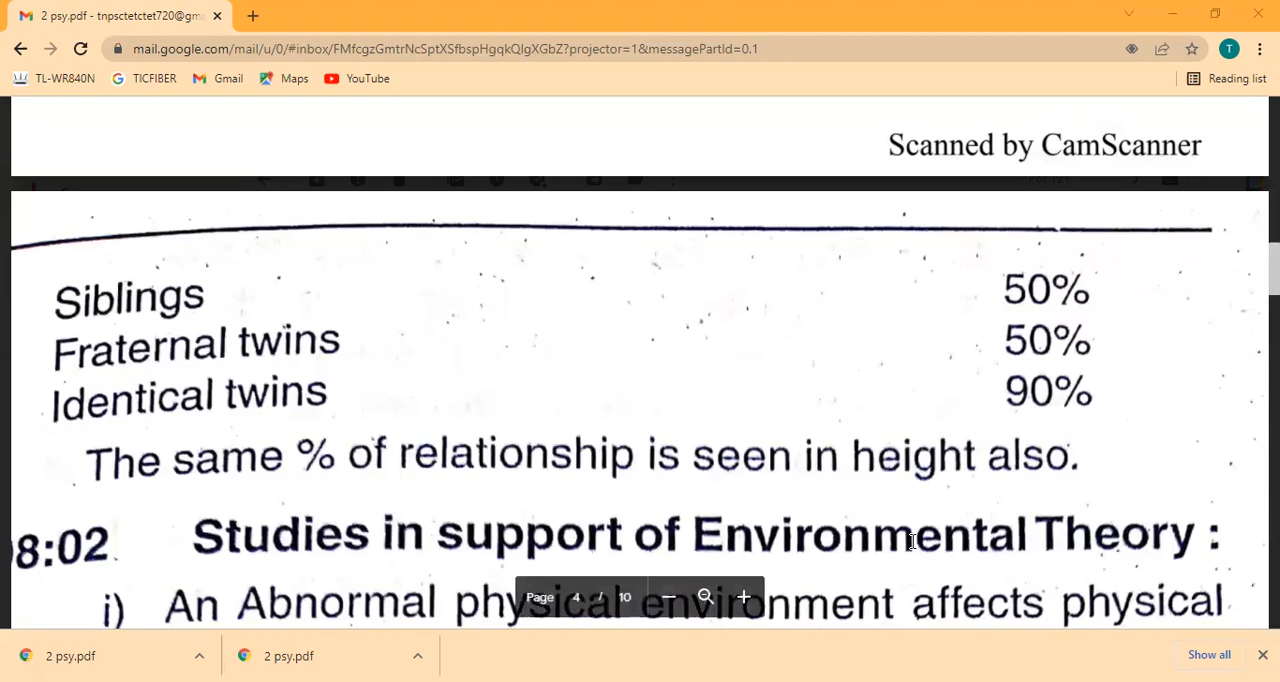 2 psy.pdf - tnpsctetctet720@gm
mail.google.com/mail/u/0/#inbox/FMfcgzGmtrNcSptXSfbspHgqkQlgXGbZ?projector=1&messagePartId=0.1
T
TL-WR840N TICFIBER Gmail Maps YouTube Reading list
Scanned by CamScanner
Siblings 50%
Fraternal twins 50%
Identical twins 90%
The same % of relationship is seen in height also.
8:02 Studies in support of Environmental Theory :
i) An Abnormal physical environment affects physical
Page 4 / 10
2 psy.pdf 2 psy.pdf Show all